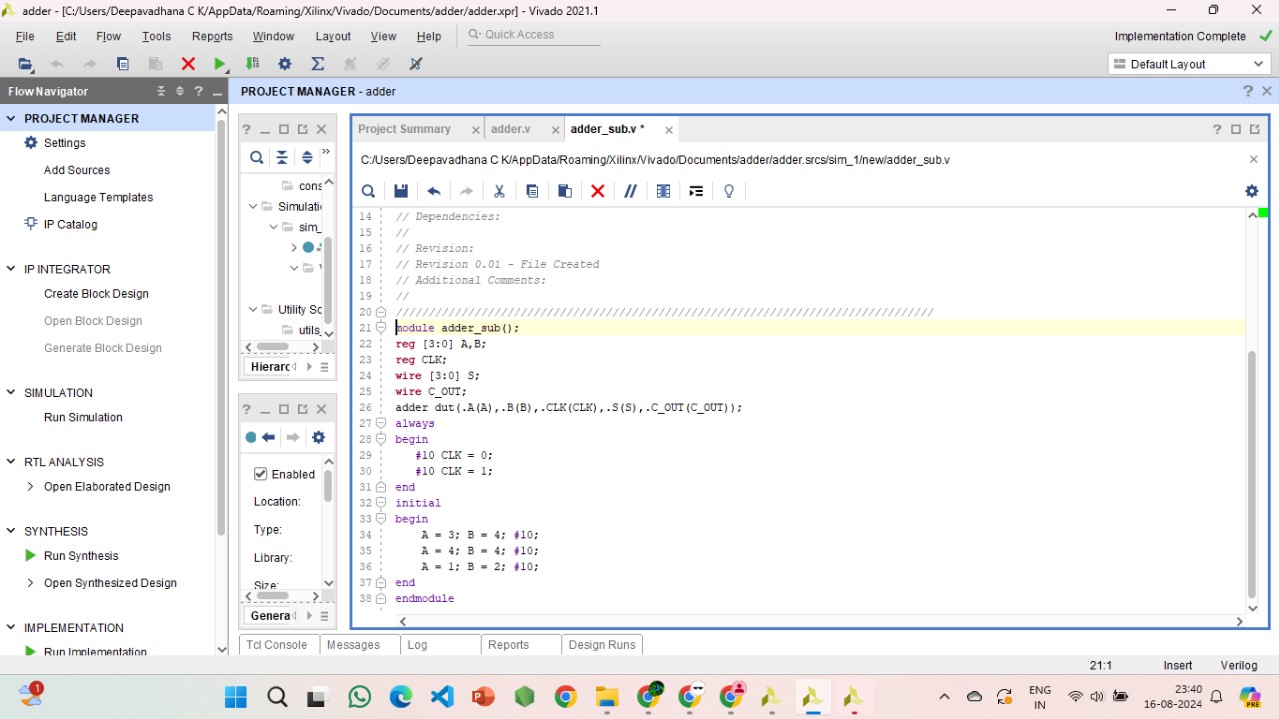 adder - [C:/Users/Deepavadhana C K/AppData/Roaming/Xilinx/Vivado/Documents/adder/adder.xpr] - Vivado 2021.1
File Edit Flow Tools Reports Window Layout View Help Quick Access Implementation Complete
Default Layout
Flow Navigator
PROJECT MANAGER - adder
PROJECT MANAGER
Settings
Add Sources
Language Templates
IP Catalog
IP INTEGRATOR
Create Block Design
Open Block Design
Generate Block Design
SIMULATION
Run Simulation
RTL ANALYSIS
Open Elaborated Design
SYNTHESIS
Run Synthesis
Open Synthesized Design
IMPLEMENTATION
Run Implementation
cons
Simulati
sim_
Utility Sc
utils_
Hierarc
Enabled
Location:
Type:
Library:
Size:
Genera
Project Summary adder.v adder_sub.v *
C:/Users/Deepavadhana C K/AppData/Roaming/Xilinx/Vivado/Documents/adder/adder.srcs/sim_1/new/adder_sub.v
14 // Dependencies:
15 //
16 // Revision:
17 // Revision 0.01 - File Created
18 // Additional Comments:
19 //
20 //////////////////////////////////////////////////////////////////////////////////
21 module adder_sub();
22 reg [3:0] A,B;
23 reg CLK;
24 wire [3:0] S;
25 wire C_OUT;
26 adder dut(.A(A),.B(B),.CLK(CLK),.S(S),.C_OUT(C_OUT));
27 always
28 begin
29 #10 CLK = 0;
30 #10 CLK = 1;
31 end
32 initial
33 begin
34 A = 3; B = 4; #10;
35 A = 4; B = 4; #10;
36 A = 1; B = 2; #10;
37 end
38 endmodule
Tcl Console Messages Log Reports Design Runs
21:1 Insert Verilog
1
ENG
IN
23:40
16-08-2024
PRE